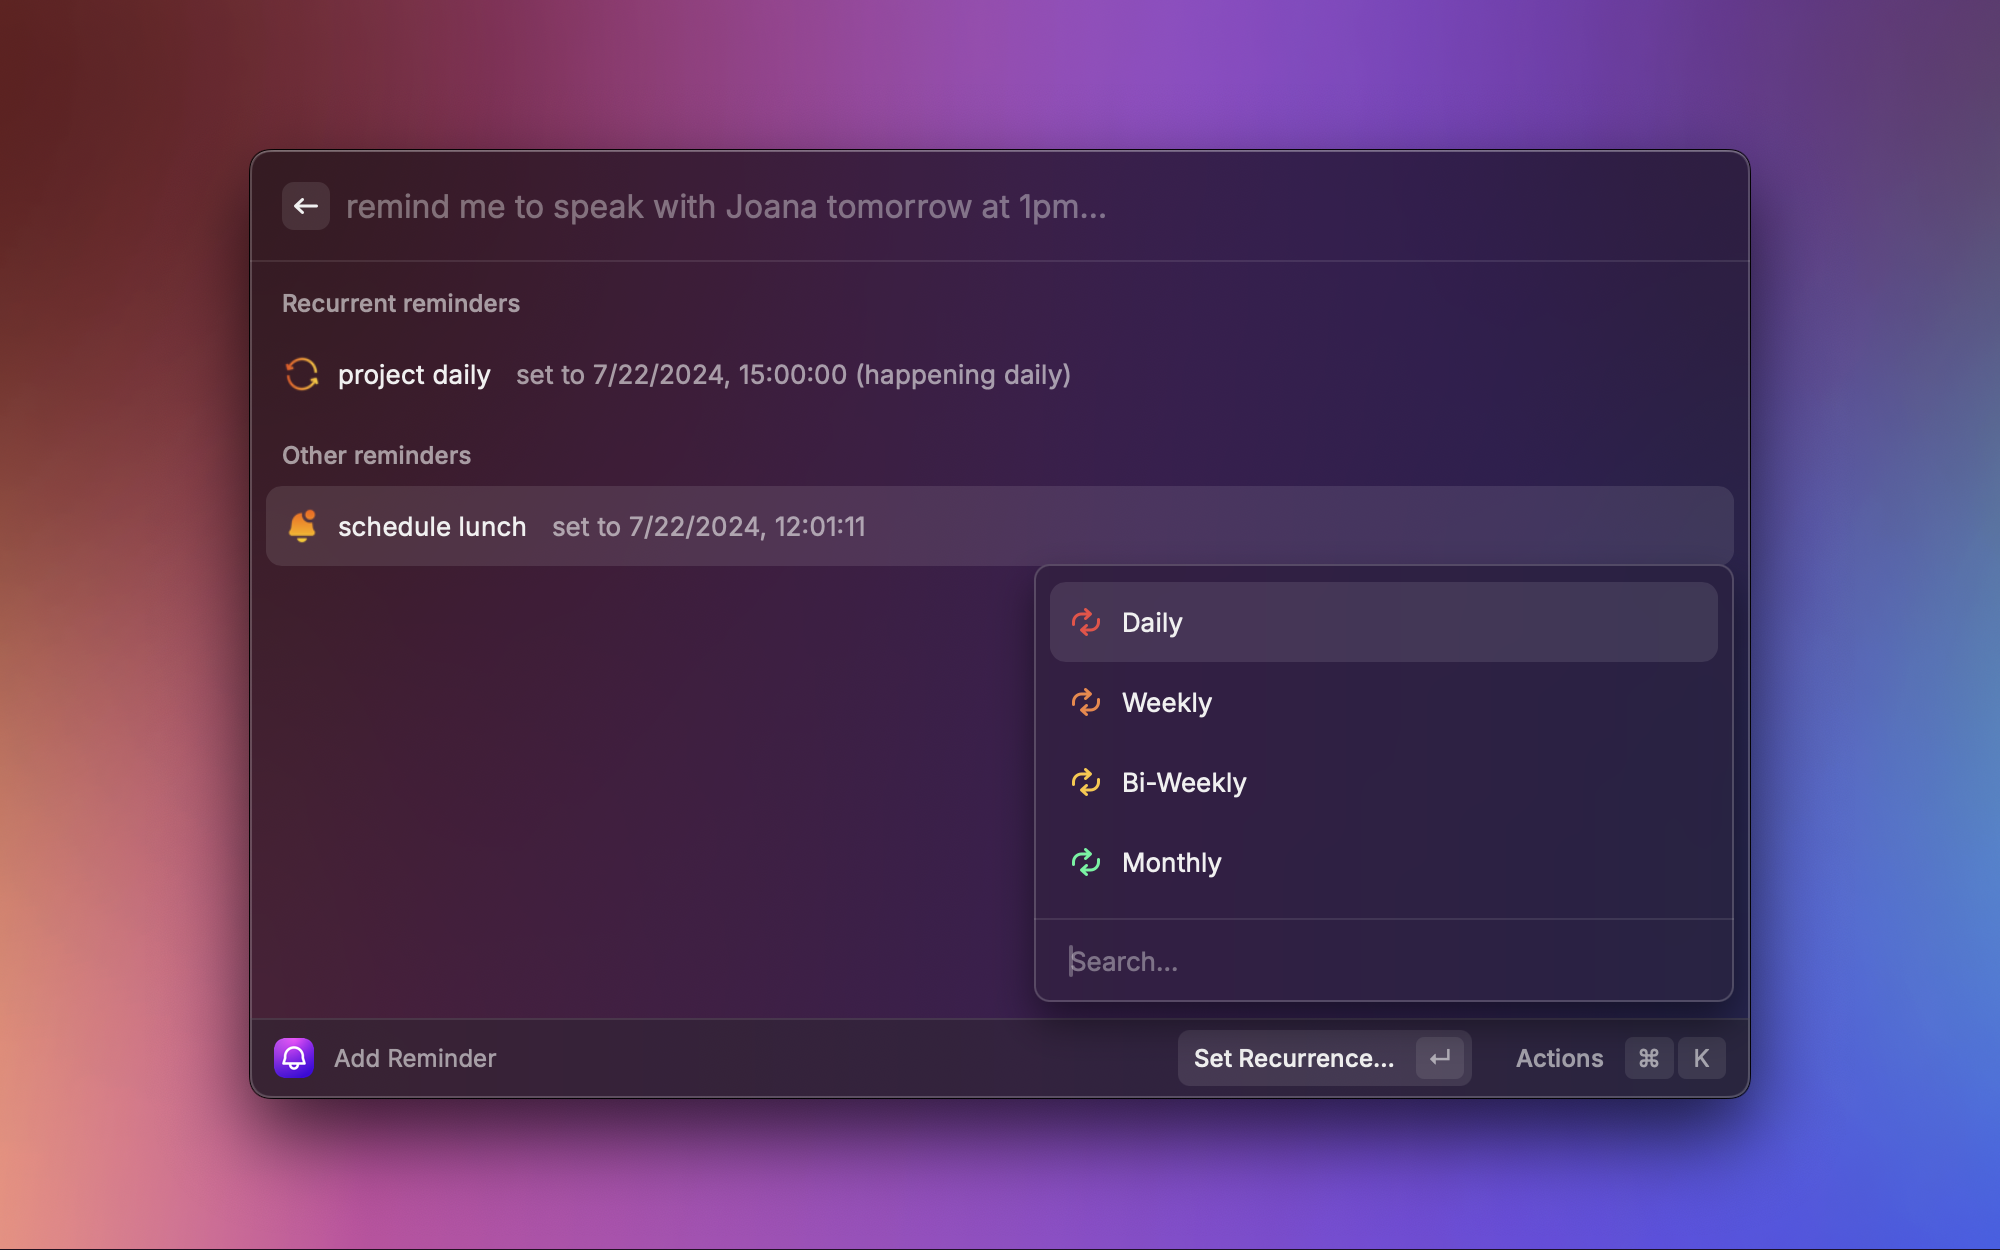 remind me to speak with Joana tomorrow at 1pm...
Recurrent reminders
project daily set to 7/22/2024, 15:00:00 (happening daily)
Other reminders
schedule lunch set to 7/22/2024, 12:01:11
Daily
Weekly
Bi-Weekly
Monthly
Search...
Add Reminder Set Recurrence... ↵ Actions ⌘ K